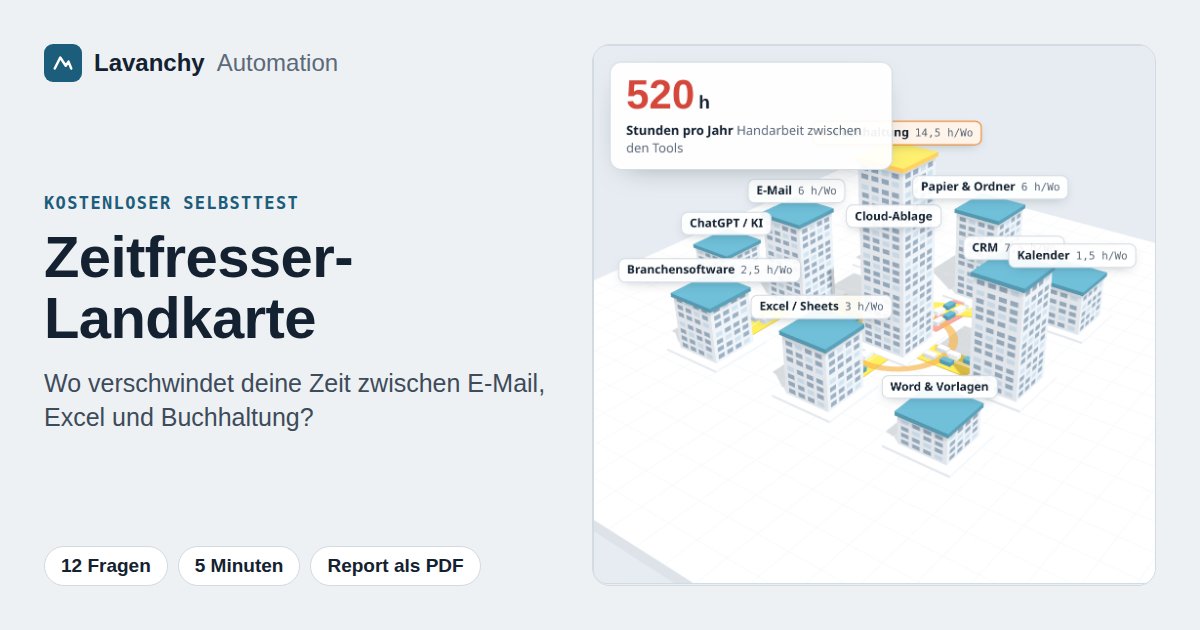 Lavanchy Automation
KOSTENLOSER SELBSTTEST
Zeitfresser-
Landkarte
Wo verschwindet deine Zeit zwischen E-Mail,
Excel und Buchhaltung?
12 Fragen
5 Minuten
Report als PDF
520 h
Stunden pro Jahr Handarbeit zwischen
den Tools
14,5 h/Wo
E-Mail 6 h/Wo
Papier & Ordner 6 h/Wo
ChatGPT / KI
Cloud-Ablage
CRM 7
Kalender 1,5 h/Wo
Branchensoftware 2,5 h/Wo
Excel / Sheets 3 h/Wo
Word & Vorlagen